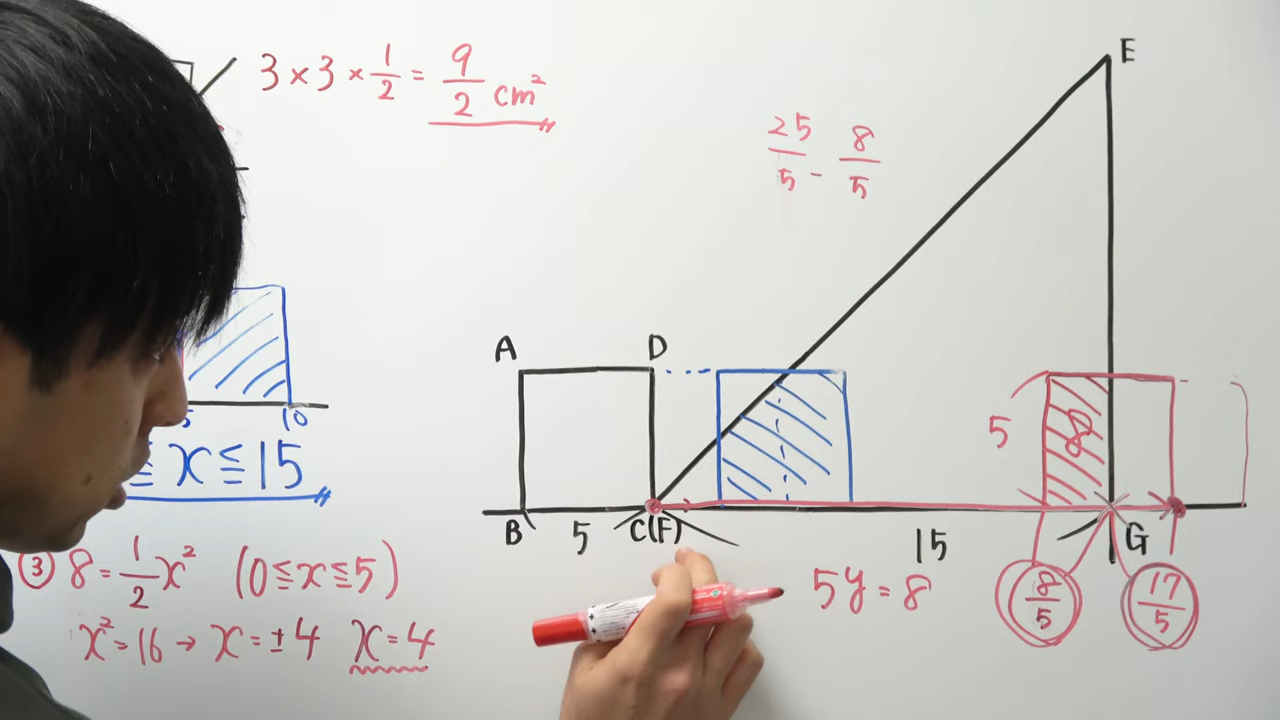 3 × 3 × 1/2 = 9/2 cm²
25/5 - 8/5
E
A
D
10
≦ x ≦ 15
5
8
B
5
C(F)
15
G
③ 8 = 1/2 x² (0 ≦ x ≦ 5)
5y = 8
8/5
17/5
x² = 16 → x = ±4 x = 4